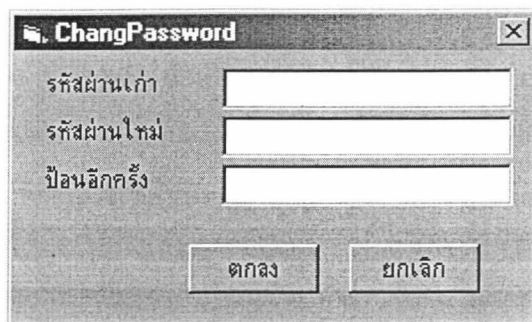 ChangPassword
รหัสผ่านเก่า
รหัสผ่านใหม่
ป้อนอีกครั้ง
ตกลง ยกเลิก